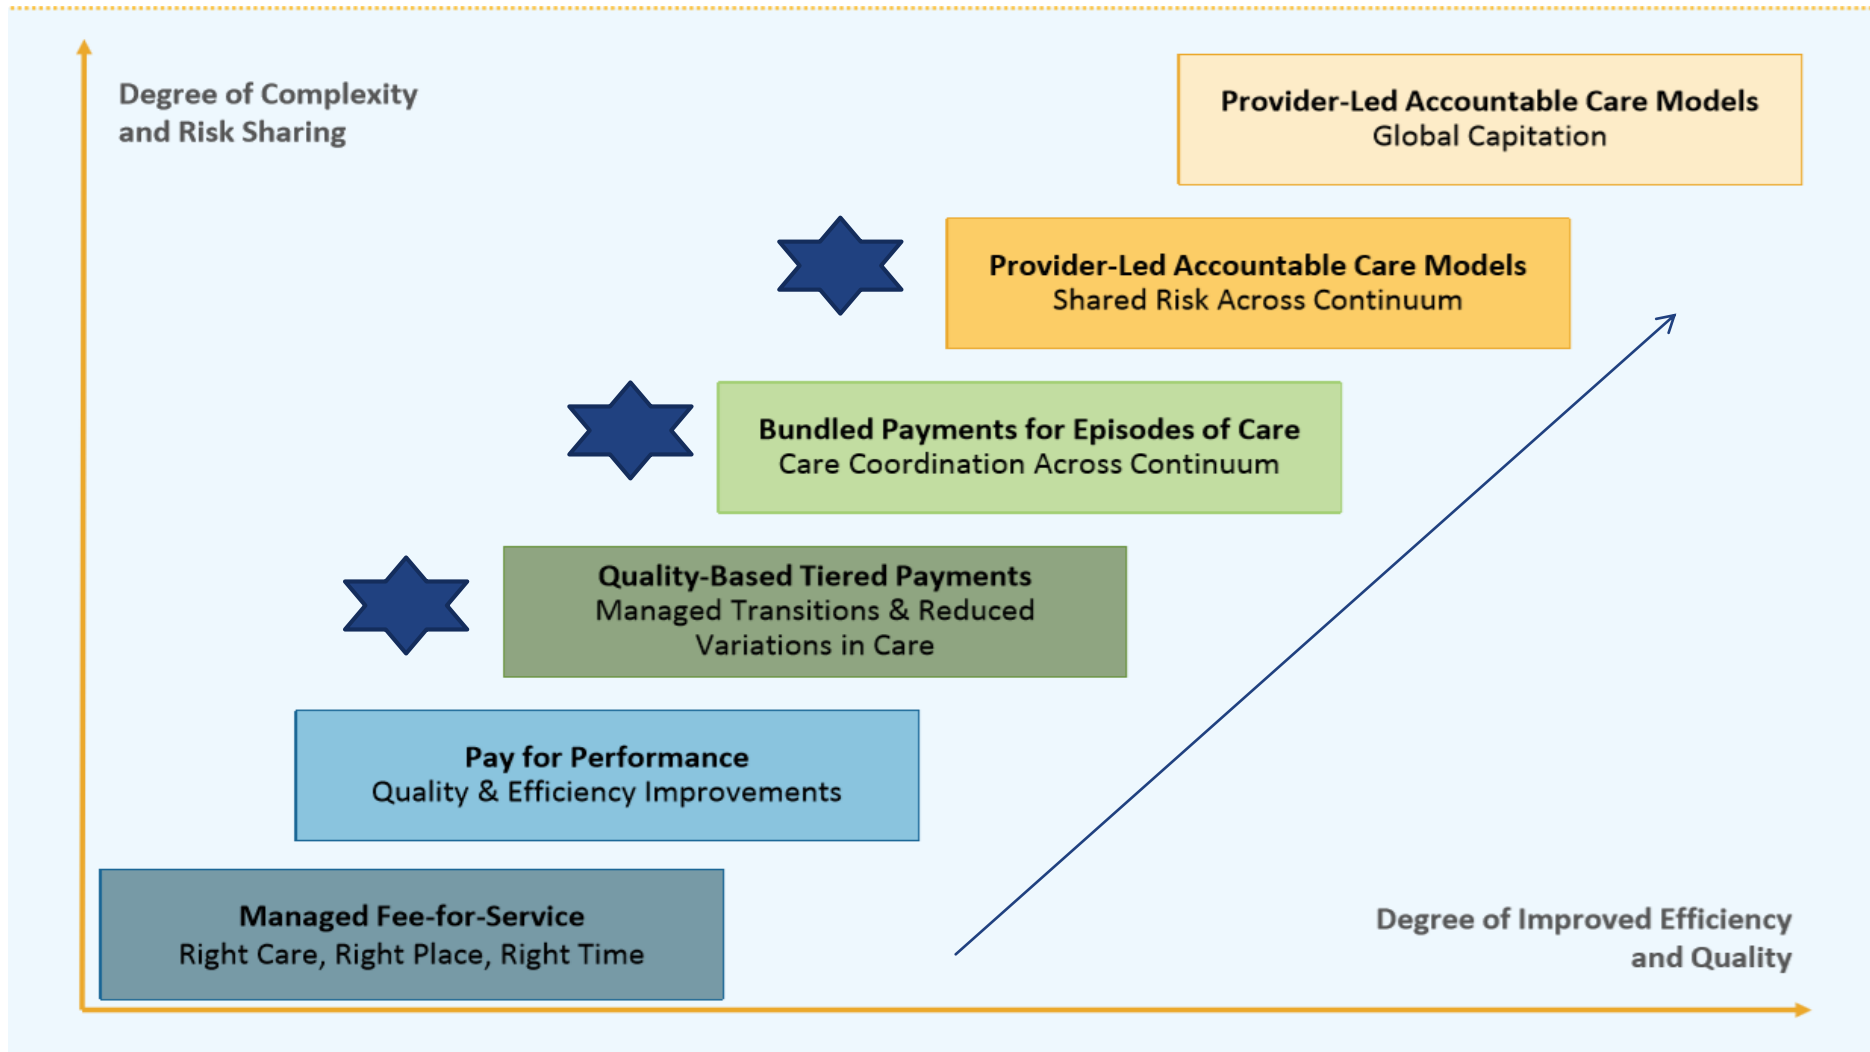 Degree of Complexity
and Risk Sharing
Provider-Led Accountable Care Models
Global Capitation
Provider-Led Accountable Care Models
Shared Risk Across Continuum
Bundled Payments for Episodes of Care
Care Coordination Across Continuum
Quality-Based Tiered Payments
Managed Transitions & Reduced
Variations in Care
Pay for Performance
Quality & Efficiency Improvements
Managed Fee-for-Service
Right Care, Right Place, Right Time
Degree of Improved Efficiency
and Quality